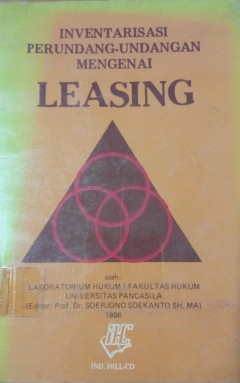 INVENTARISASI
PERUNDANG-UNDANGAN
MENGENAI
LEASING
oleh :
LABORATORIUM HUKUM / FAKULTAS HUKUM
UNIVERSITAS PANCASILA
(Editor: Prof. Dr. SOERJONO SOEKANTO SH, MA)
1986
IHC
IND. HILL-CO